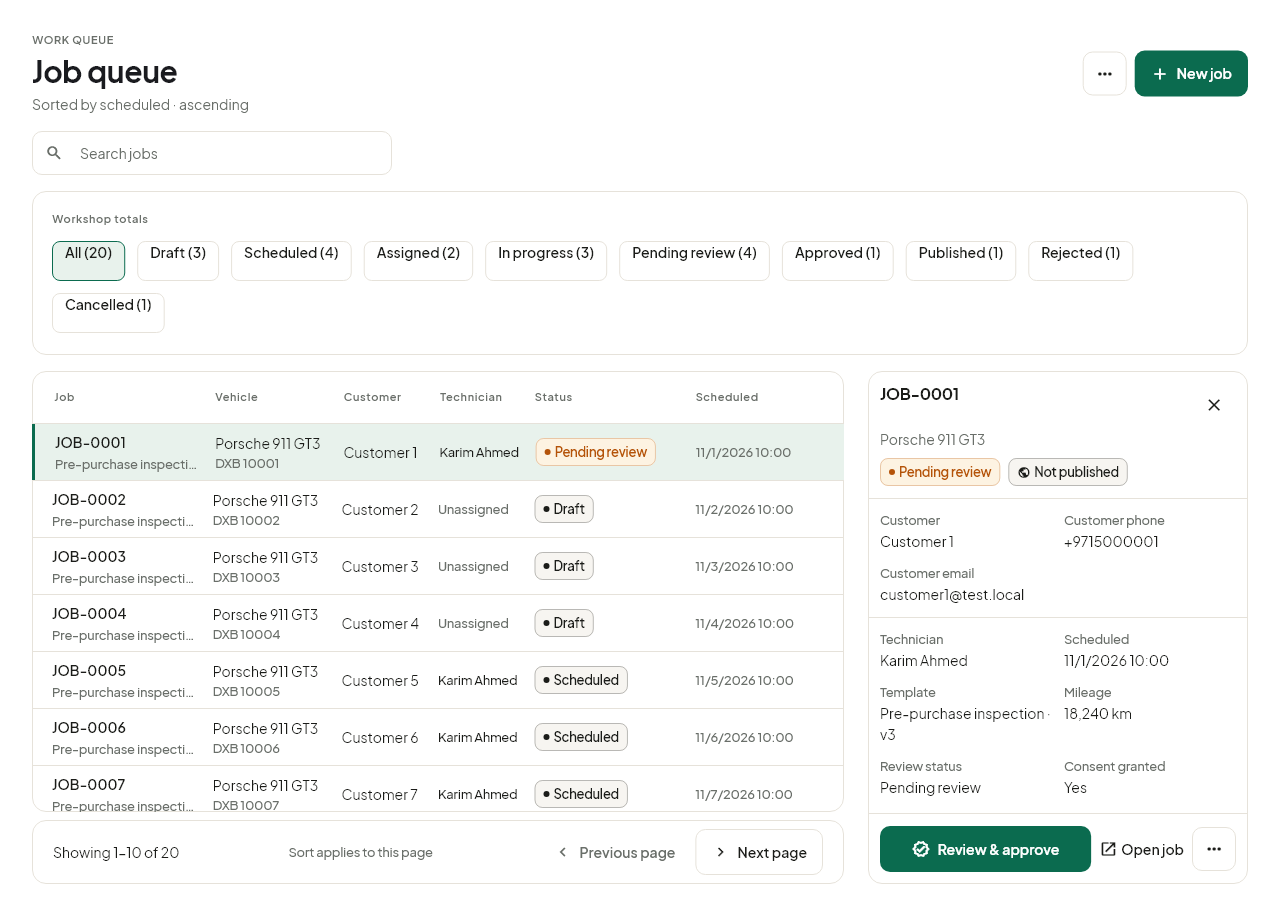 WORK QUEUE
Job queue
Sorted by scheduled · ascending
New job
Search jobs
Workshop totals
All (20) Draft (3) Scheduled (4) Assigned (2) In progress (3) Pending review (4) Approved (1) Published (1) Rejected (1)
Cancelled (1)
Job Vehicle Customer Technician Status Scheduled
JOB-0001 Porsche 911 GT3 Customer 1 Karim Ahmed Pending review 11/1/2026 10:00
Pre-purchase inspecti... DXB 10001
JOB-0002 Porsche 911 GT3 Customer 2 Unassigned Draft 11/2/2026 10:00
Pre-purchase inspecti... DXB 10002
JOB-0003 Porsche 911 GT3 Customer 3 Unassigned Draft 11/3/2026 10:00
Pre-purchase inspecti... DXB 10003
JOB-0004 Porsche 911 GT3 Customer 4 Unassigned Draft 11/4/2026 10:00
Pre-purchase inspecti... DXB 10004
JOB-0005 Porsche 911 GT3 Customer 5 Karim Ahmed Scheduled 11/5/2026 10:00
Pre-purchase inspecti... DXB 10005
JOB-0006 Porsche 911 GT3 Customer 6 Karim Ahmed Scheduled 11/6/2026 10:00
Pre-purchase inspecti... DXB 10006
JOB-0007 Porsche 911 GT3 Customer 7 Karim Ahmed Scheduled 11/7/2026 10:00
Pre-purchase inspecti... DXB 10007
Showing 1–10 of 20 Sort applies to this page Previous page Next page
JOB-0001
Porsche 911 GT3
Pending review Not published
Customer Customer phone
Customer 1 +9715000001
Customer email
customer1@test.local
Technician Scheduled
Karim Ahmed 11/1/2026 10:00
Template Mileage
Pre-purchase inspection · 18,240 km
v3
Review status Consent granted
Pending review Yes
Review & approve Open job